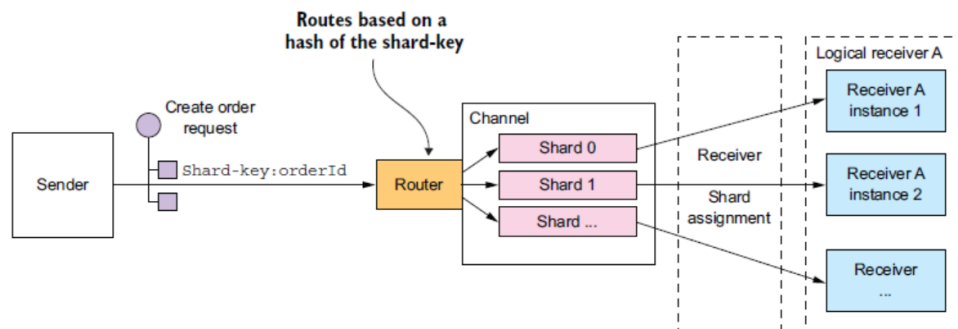 Routes based on a
hash of the shard-key
Logical receiver A
Create order
request
Channel
Receiver A
instance 1
Shard 0
Shard-key:orderId
Receiver
Sender
Router
Shard 1
Receiver A
instance 2
Shard
assignment
Shard ...
Receiver
...